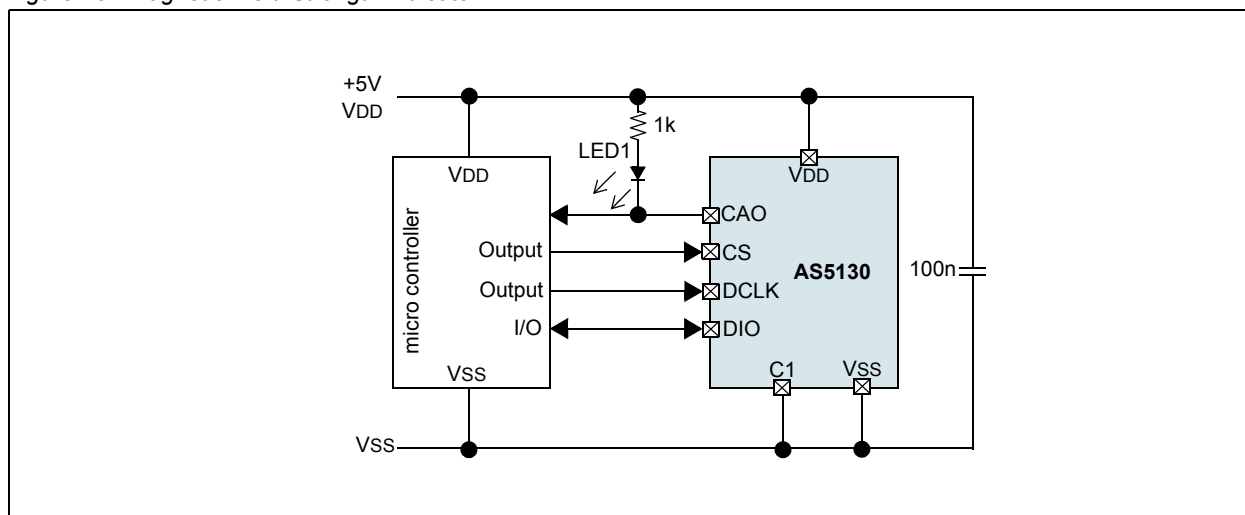 +5V
VDD
1k
LED1
VDD
VDD
micro controller
CAO
Output
CS
AS5130
100n
Output
DCLK
I/O
DIO
VSS
C1
VSS
VSS